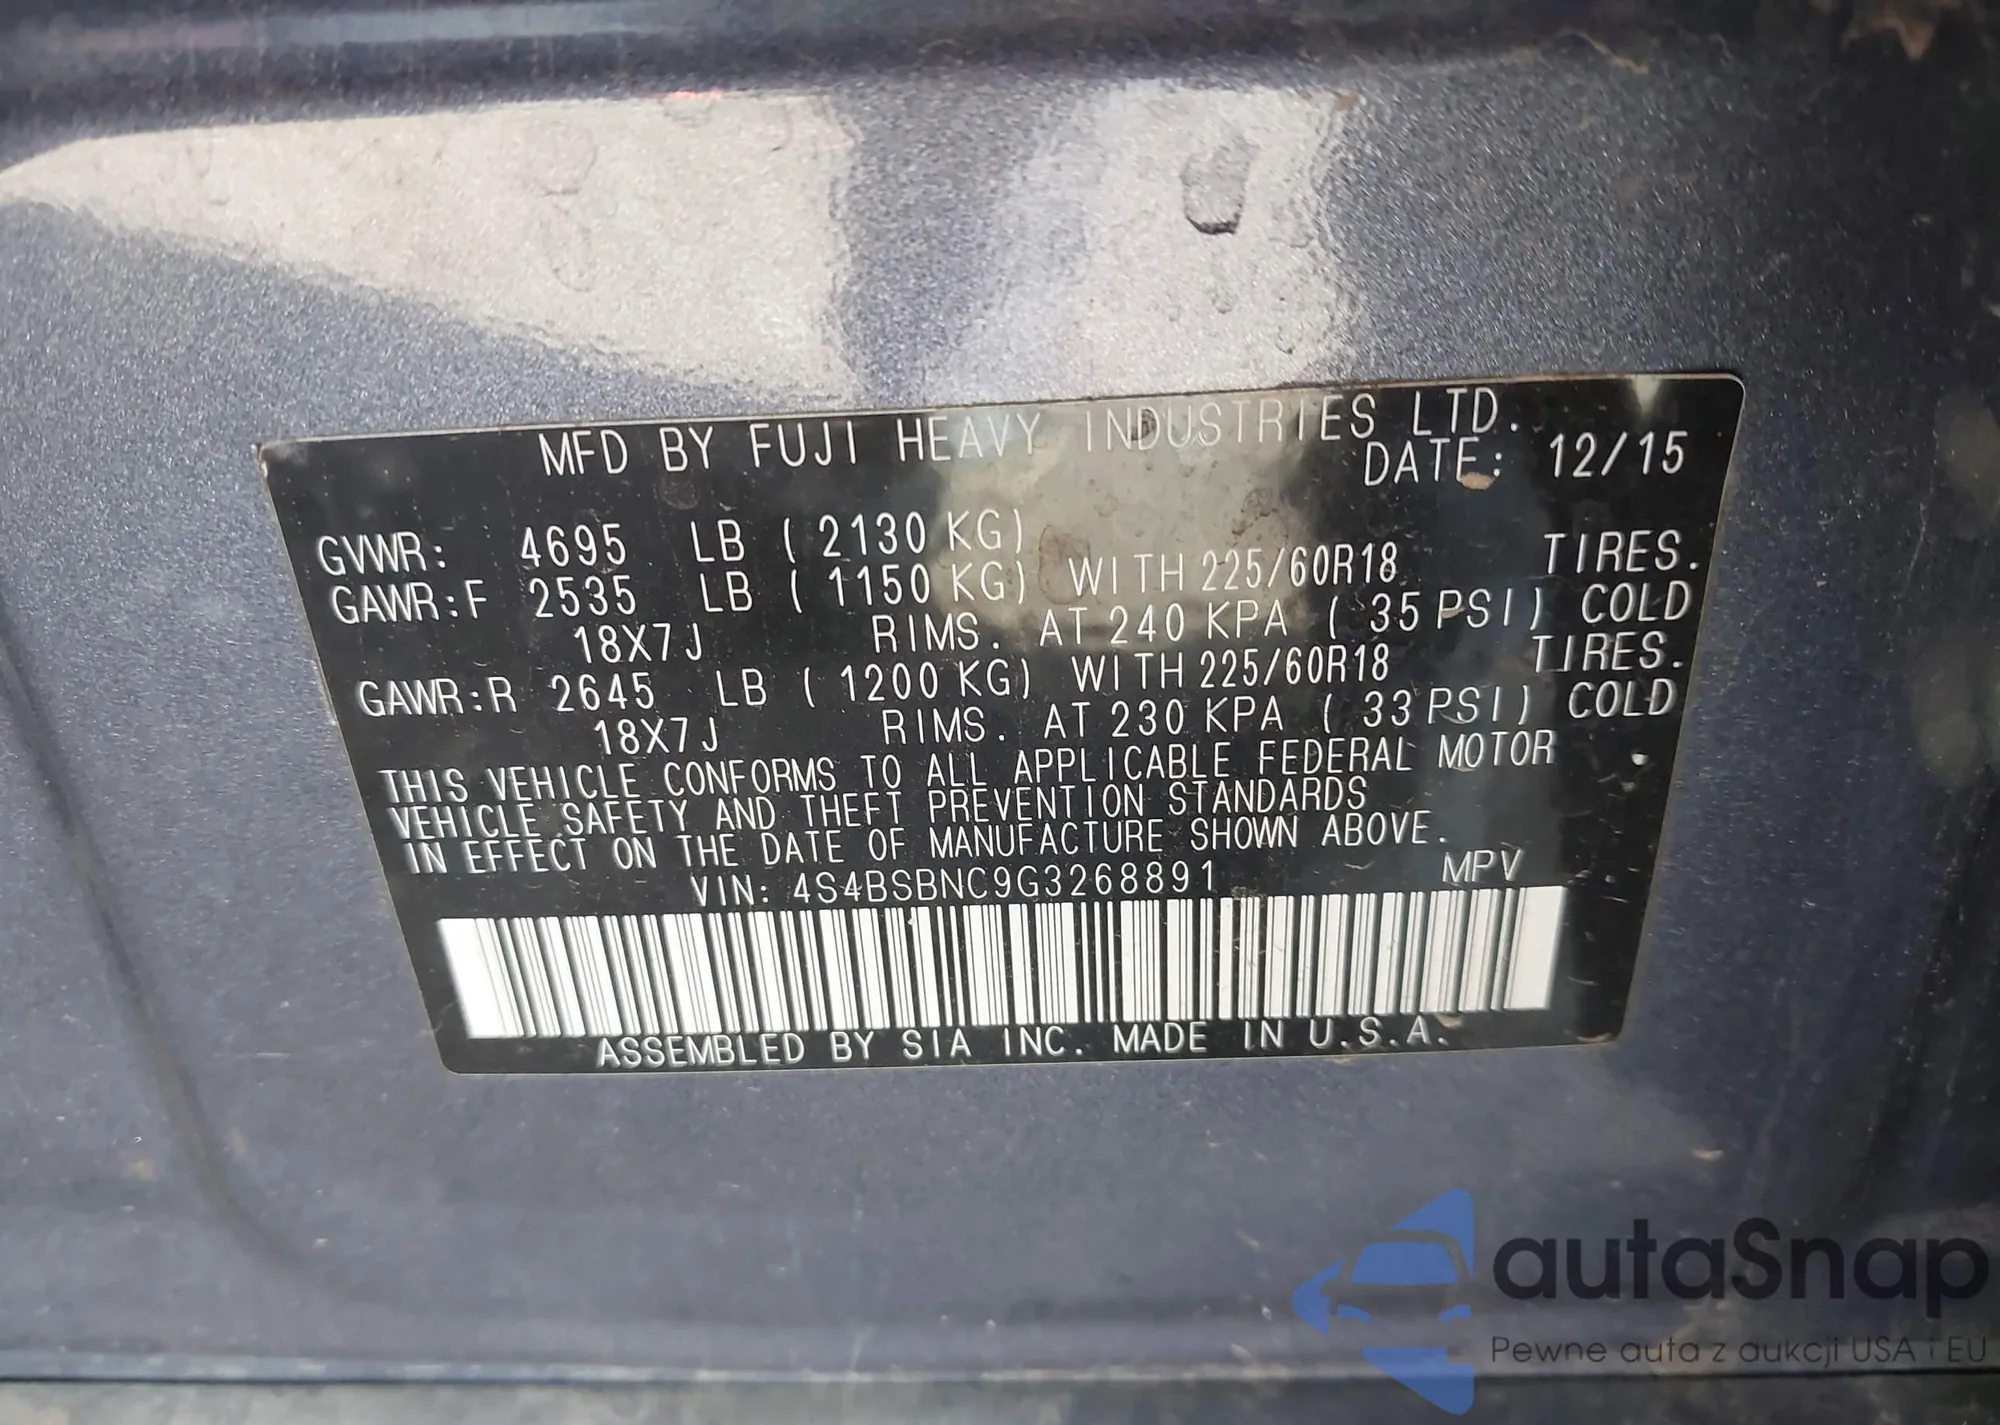 MFD BY FUJI HEAVY INDUSTRIES LTD.
DATE: 12/15
GVWR: 4695 LB ( 2130 KG)
GAWR:F 2535 LB ( 1150 KG) WITH 225/60R18 TIRES.
18X7J RIMS. AT 240 KPA ( 35 PSI) COLD
GAWR:R 2645 LB ( 1200 KG) WITH 225/60R18 TIRES.
18X7J RIMS. AT 230 KPA ( 33 PSI) COLD
THIS VEHICLE CONFORMS TO ALL APPLICABLE FEDERAL MOTOR
VEHICLE SAFETY AND THEFT PREVENTION STANDARDS
IN EFFECT ON THE DATE OF MANUFACTURE SHOWN ABOVE.
VIN: 4S4BSBNC9G3268891 MPV
ASSEMBLED BY SIA INC. MADE IN U.S.A.
autaSnap
Pewne auta z aukcji USA i EU